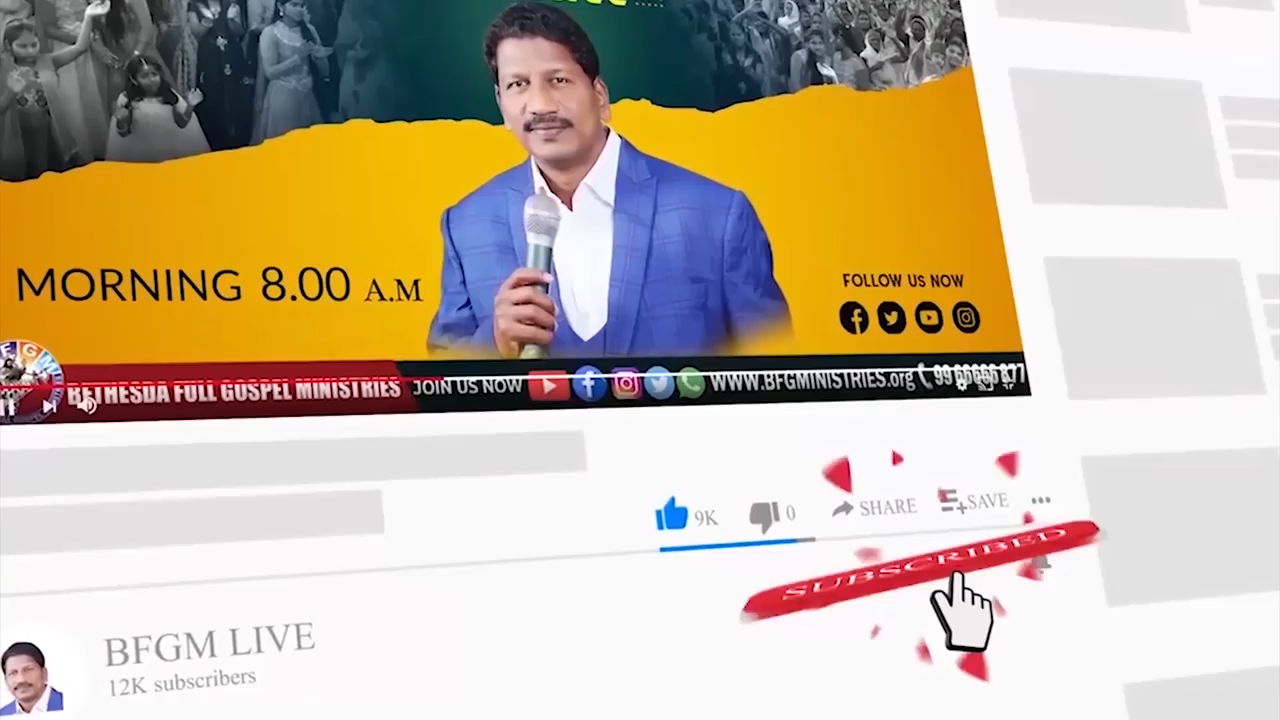 MORNING 8.00 A.M
FOLLOW US NOW
BETHESDA FULL GOSPEL MINISTRIES JOIN US NOW WWW.BFGMINISTRIES.org
9K 0 SHARE SAVE
SUBSCRIBED
BFGM LIVE
12K subscribers